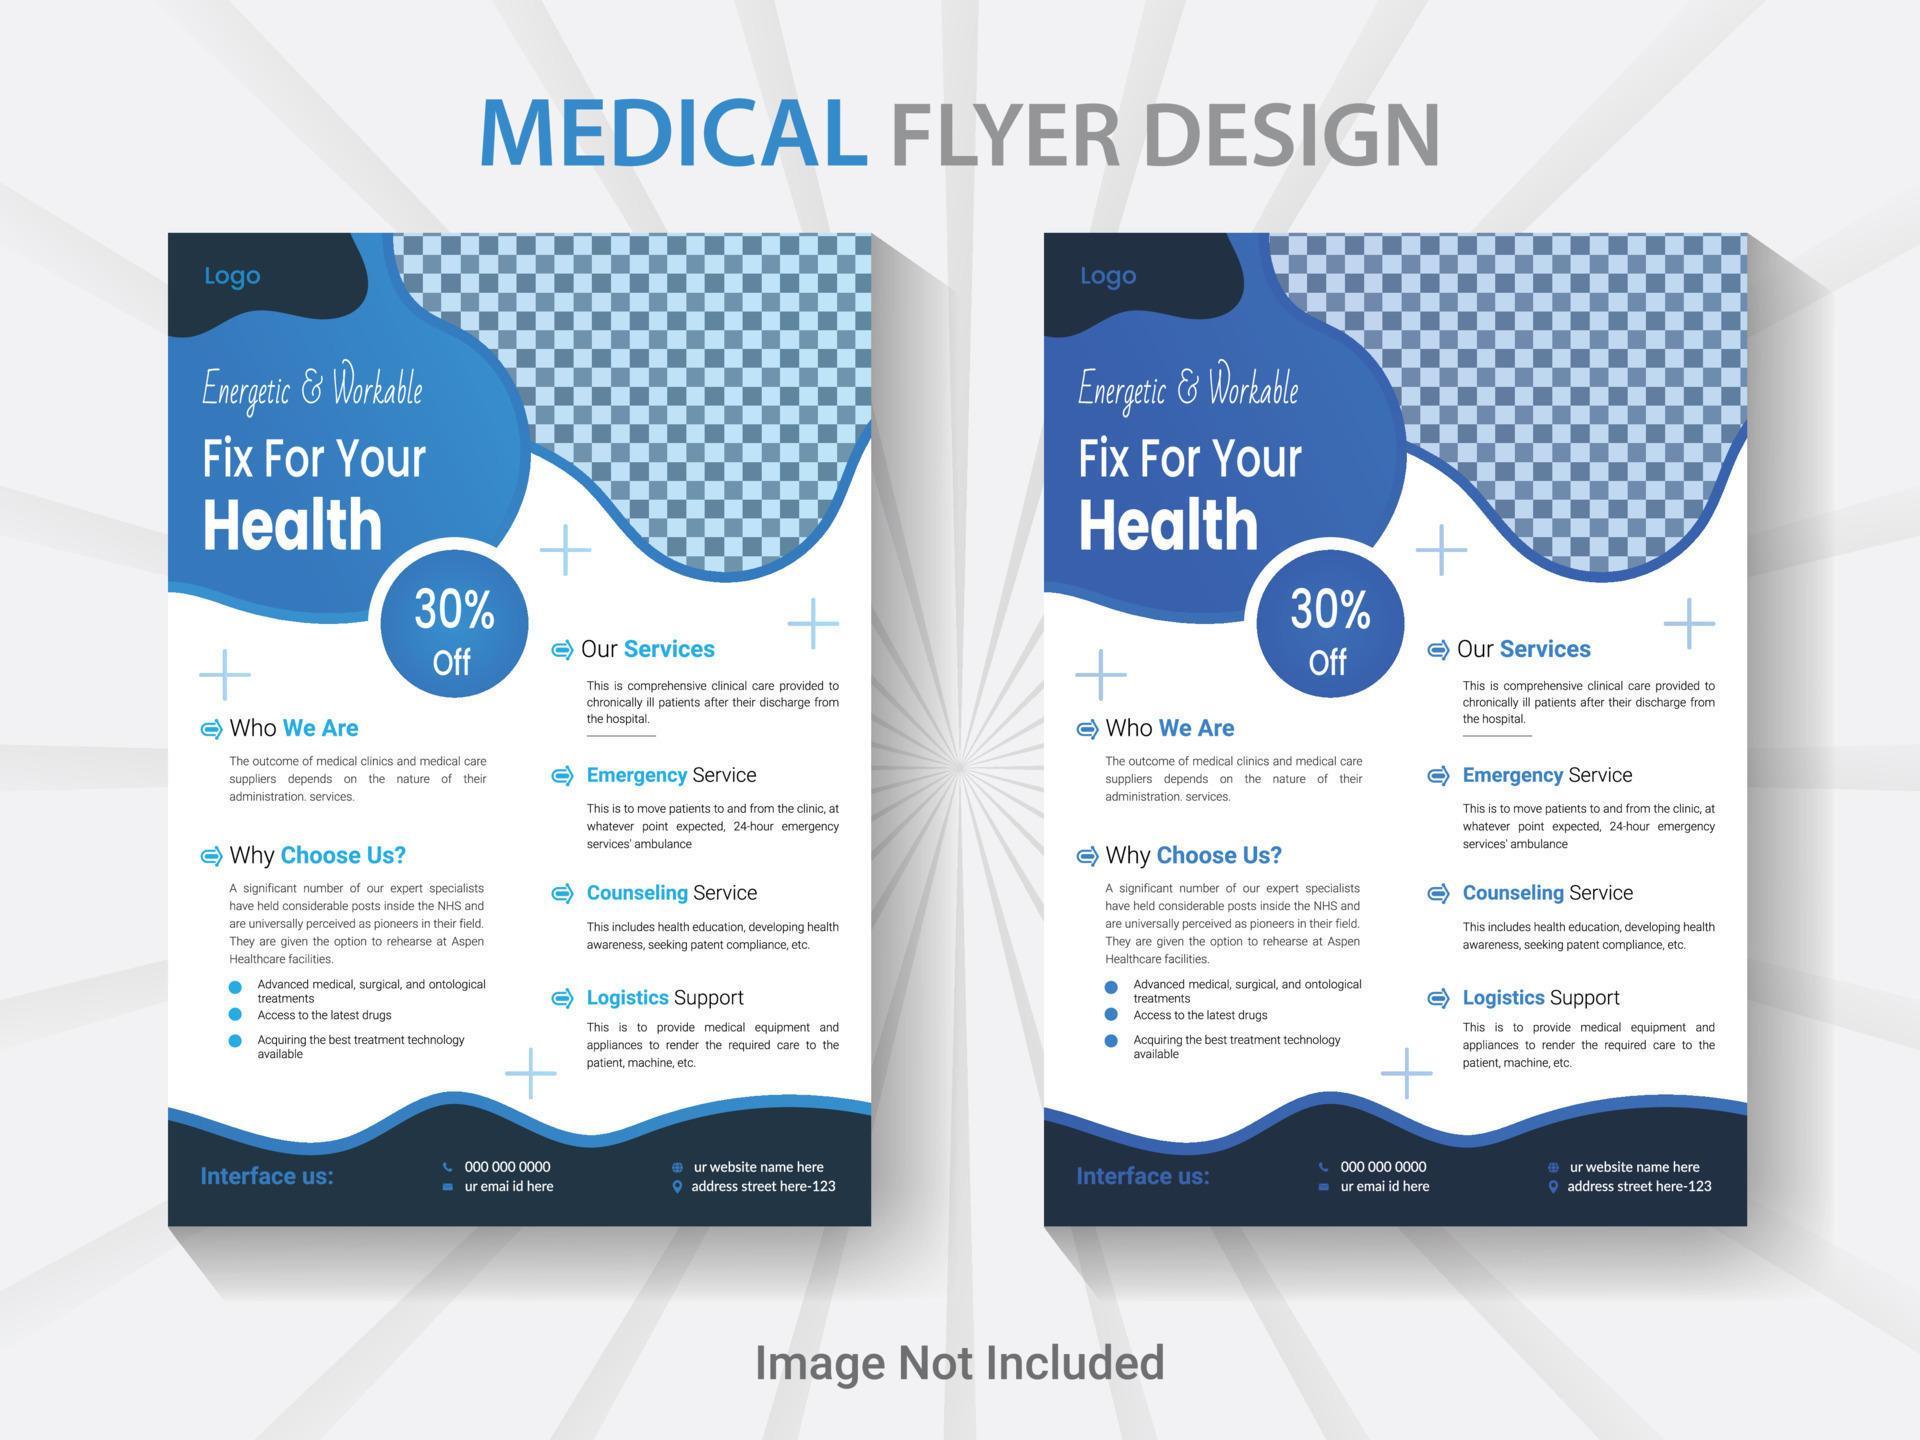 MEDICAL FLYER DESIGN
Logo
Energetic & Workable
Fix For Your
Health
30%
Off
Who We Are
The outcome of medical clinics and medical care
suppliers depends on the nature of their
administration. services.
Why Choose Us?
A significant number of our expert specialists
have held considerable posts inside the NHS and
are universally perceived as pioneers in their field.
They are given the option to rehearse at Aspen
Healthcare facilities.
Advanced medical, surgical, and ontological
treatments
Access to the latest drugs
Acquiring the best treatment technology
available
Our Services
This is comprehensive clinical care provided to
chronically ill patients after their discharge from
the hospital.
Emergency Service
This is to move patients to and from the clinic, at
whatever point expected, 24-hour emergency
services' ambulance
Counseling Service
This includes health education, developing health
awareness, seeking patent compliance, etc.
Logistics Support
This is to provide medical equipment and
appliances to render the required care to the
patient, machine, etc.
Interface us:
000 000 0000
ur emai id here
ur website name here
address street here-123
Logo
Energetic & Workable
Fix For Your
Health
30%
Off
Who We Are
The outcome of medical clinics and medical care
suppliers depends on the nature of their
administration. services.
Why Choose Us?
A significant number of our expert specialists
have held considerable posts inside the NHS and
are universally perceived as pioneers in their field.
They are given the option to rehearse at Aspen
Healthcare facilities.
Advanced medical, surgical, and ontological
treatments
Access to the latest drugs
Acquiring the best treatment technology
available
Our Services
This is comprehensive clinical care provided to
chronically ill patients after their discharge from
the hospital.
Emergency Service
This is to move patients to and from the clinic, at
whatever point expected, 24-hour emergency
services' ambulance
Counseling Service
This includes health education, developing health
awareness, seeking patent compliance, etc.
Logistics Support
This is to provide medical equipment and
appliances to render the required care to the
patient, machine, etc.
Interface us:
000 000 0000
ur emai id here
ur website name here
address street here-123
Image Not Included